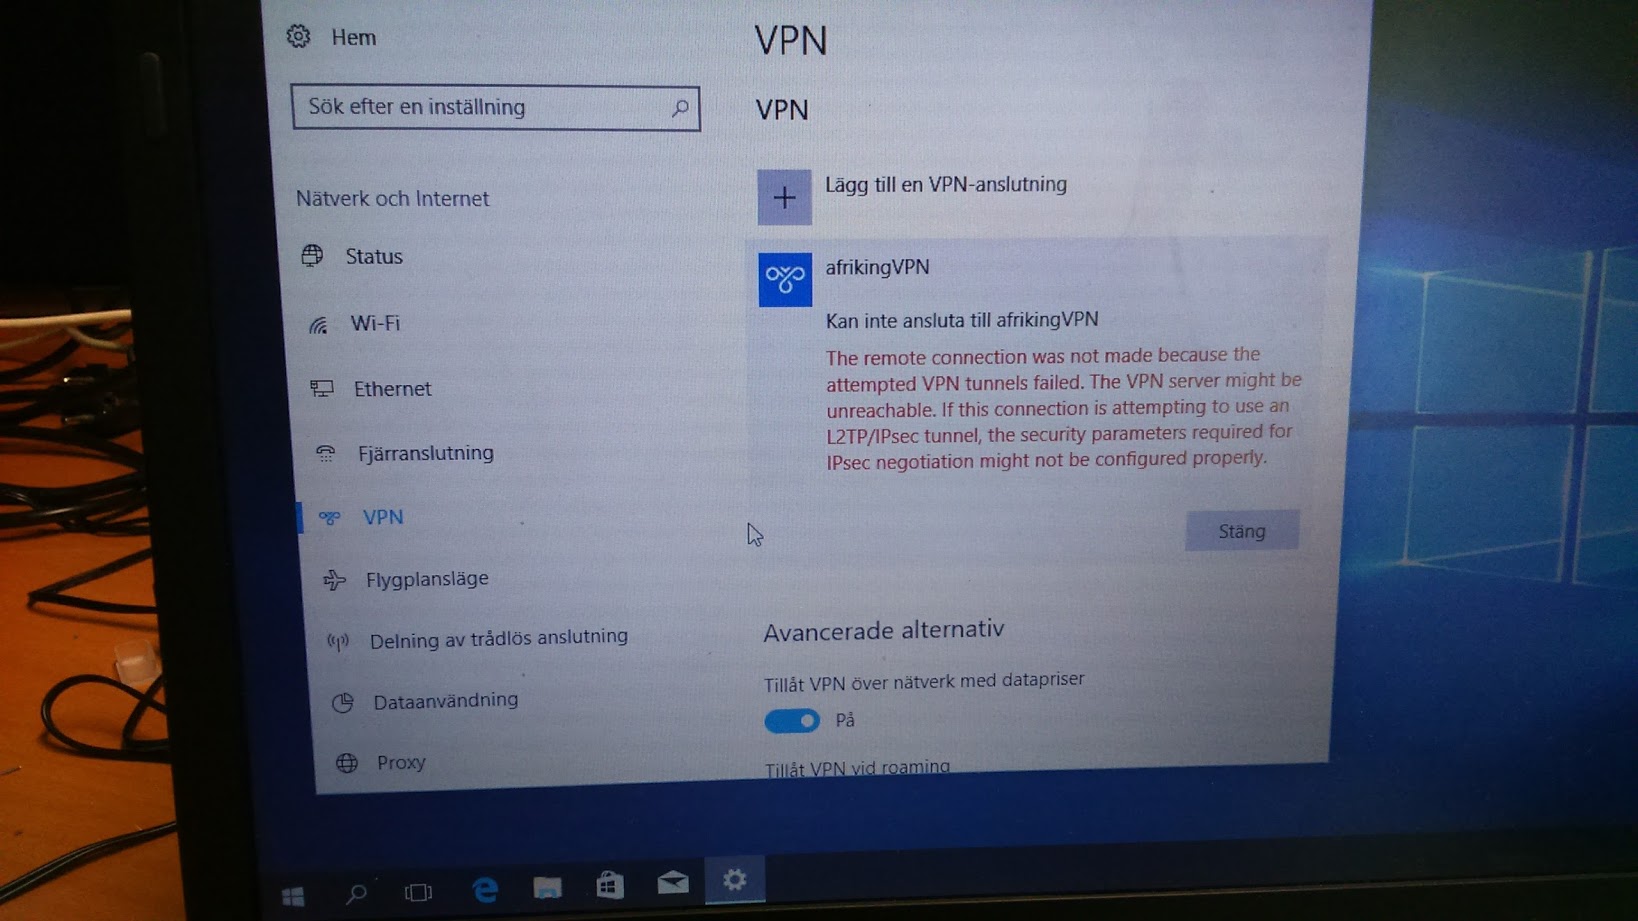 Hem
Sök efter en inställning
Nätverk och Internet
Status
Wi-Fi
Ethernet
Fjärranslutning
VPN
Flygplansläge
Delning av trådlös anslutning
Dataanvändning
Proxy
VPN
VPN
Lägg till en VPN-anslutning
afrikingVPN
Kan inte ansluta till afrikingVPN
The remote connection was not made because the
attempted VPN tunnels failed. The VPN server might be
unreachable. If this connection is attempting to use an
L2TP/IPsec tunnel, the security parameters required for
IPsec negotiation might not be configured properly.
Stäng
Avancerade alternativ
Tillåt VPN över nätverk med datapriser
På
Tillåt VPN vid roaming